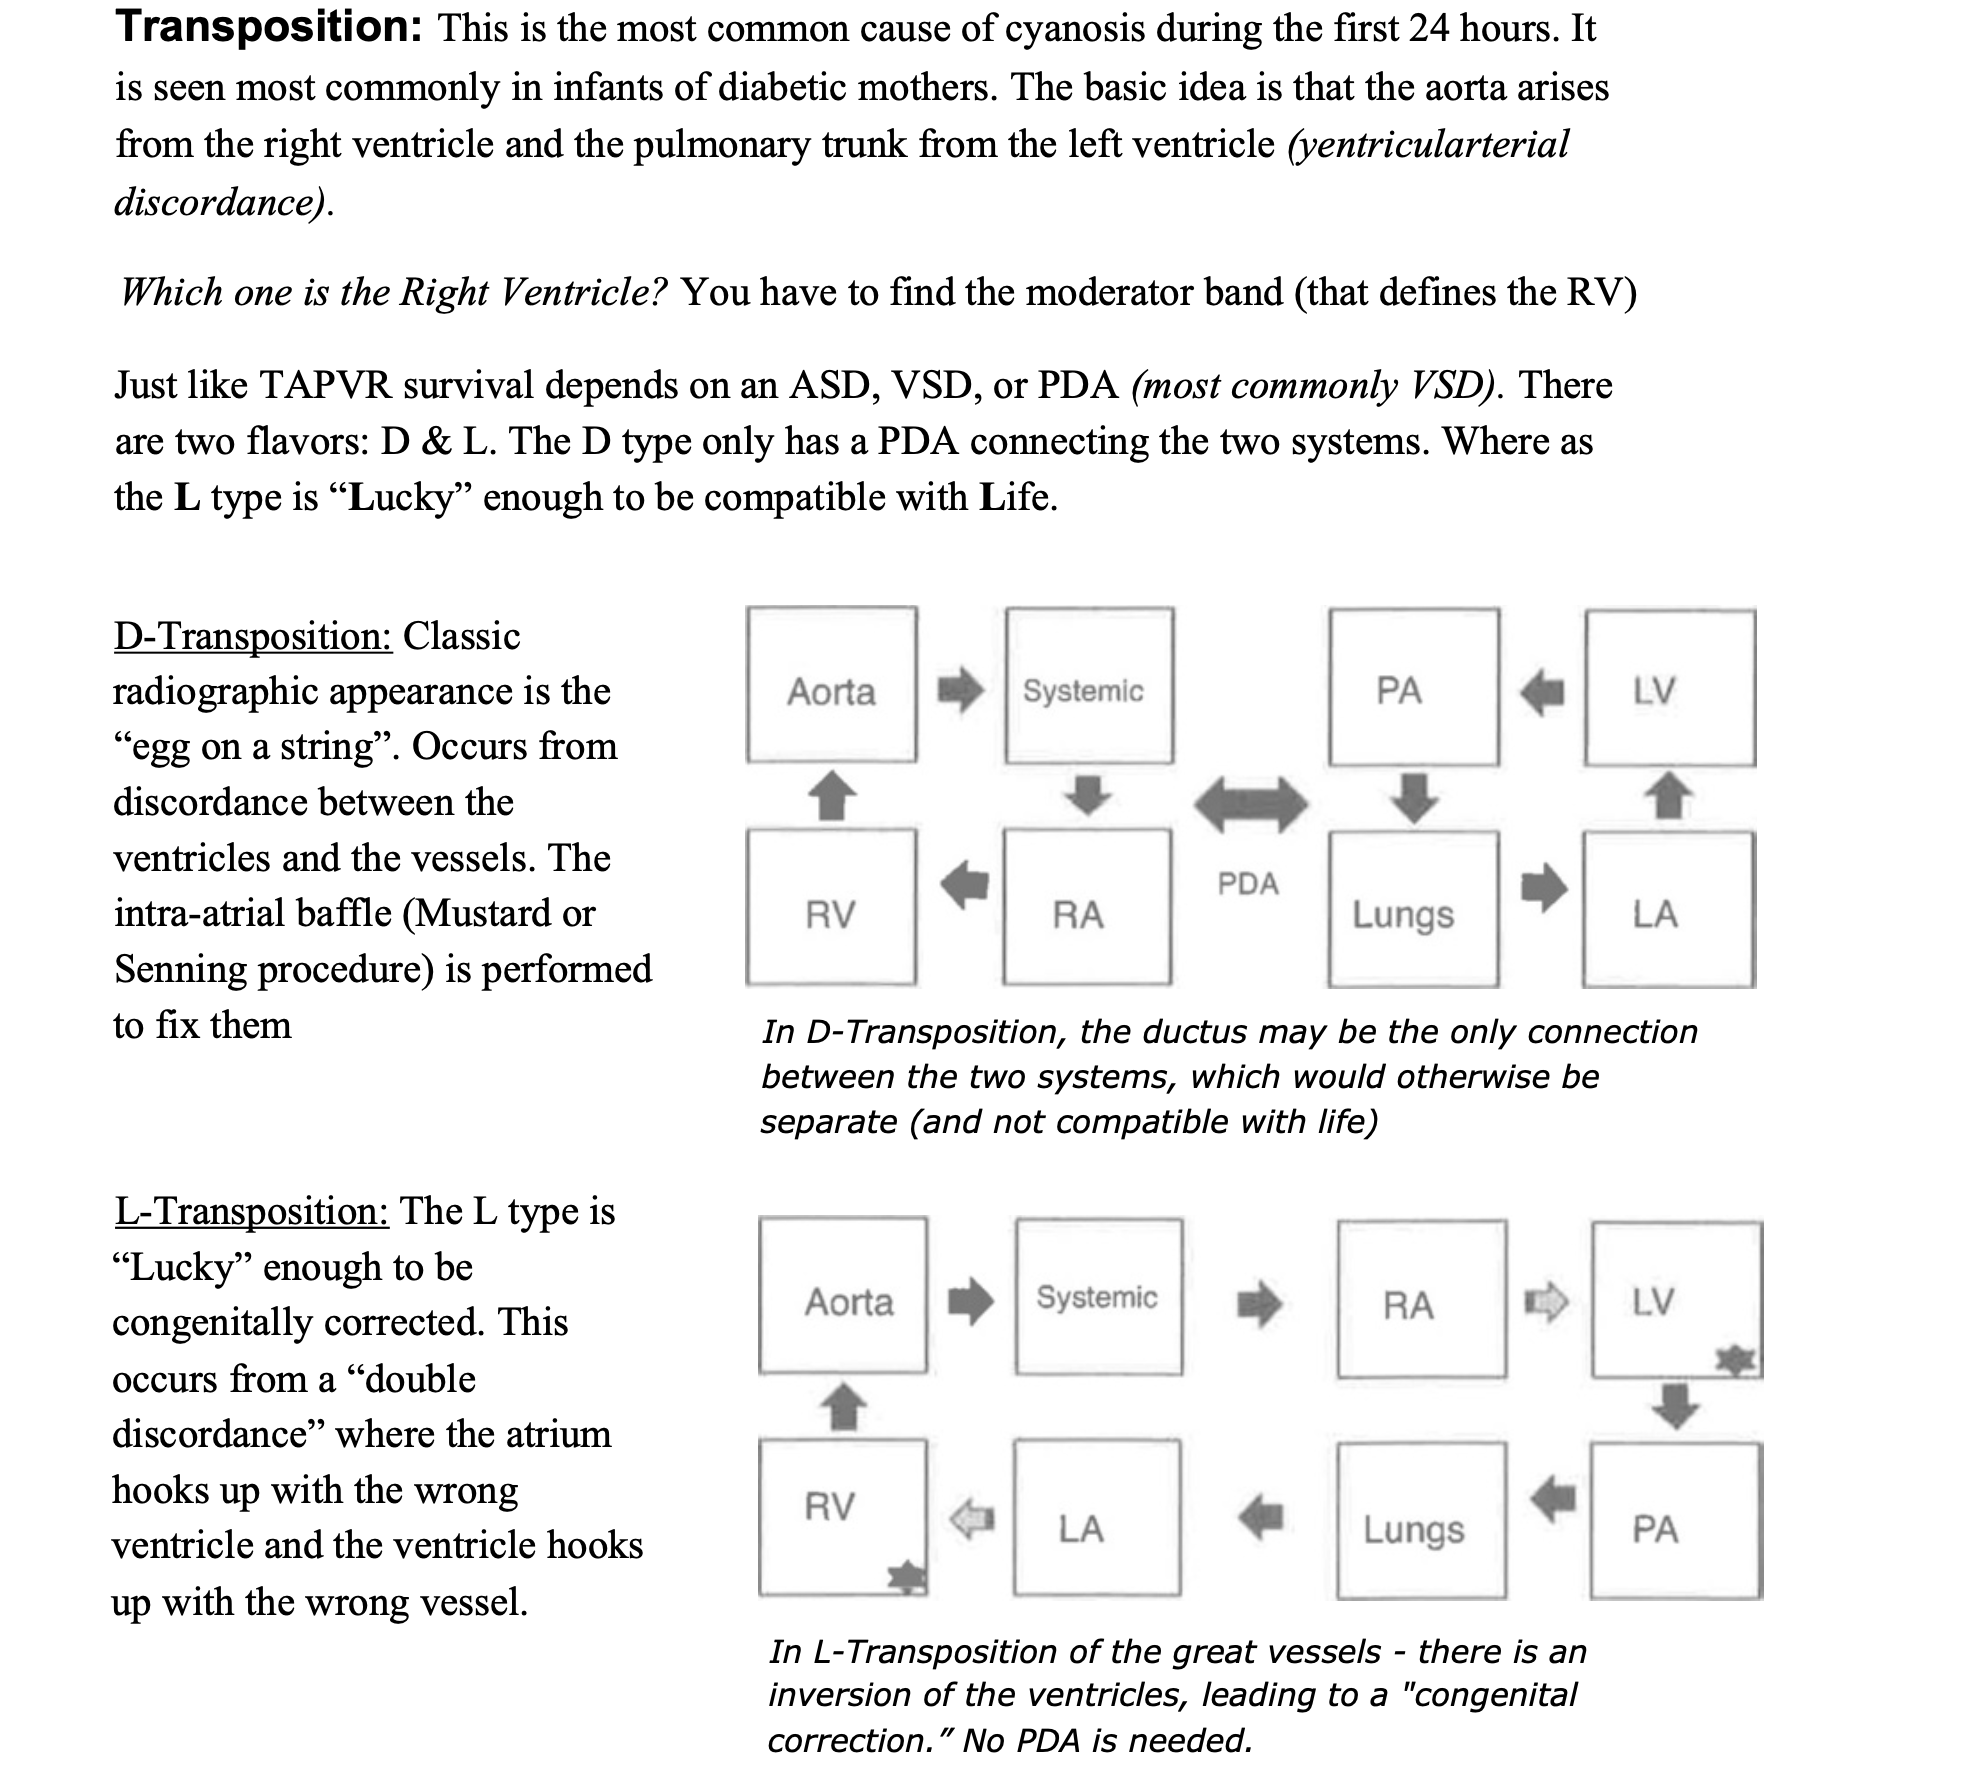 Transposition: This is the most common cause of cyanosis during the first 24 hours. It
is seen most commonly in infants of diabetic mothers. The basic idea is that the aorta arises
from the right ventricle and the pulmonary trunk from the left ventricle (yentricularterial
discordance).
Which one is the Right Ventricle? You have to find the moderator band (that defines the RV)
Just like TAPVR survival depends on an ASD, VSD, or PDA (most commonly VSD). There
are two flavors: D & L. The D type only has a PDA connecting the two systems. Where as
the L type is “Lucky” enough to be compatible with Life.
D-Transposition: Classic
radiographic appearance is the
“egg on a string”. Occurs from
discordance between the
ventricles and the vessels. The
intra-atrial baffle (Mustard or
Senning procedure) is performed
to fix them
Aorta
Systemic
PA
LV
RV
RA
PDA
Lungs
LA
In D-Transposition, the ductus may be the only connection
between the two systems, which would otherwise be
separate (and not compatible with life)
L-Transposition: The L type is
“Lucky” enough to be
congenitally corrected. This
occurs from a “double
discordance” where the atrium
hooks up with the wrong
ventricle and the ventricle hooks
up with the wrong vessel.
Aorta
Systemic
RA
LV
RV
LA
Lungs
PA
In L-Transposition of the great vessels - there is an
inversion of the ventricles, leading to a "congenital
correction.” No PDA is needed.